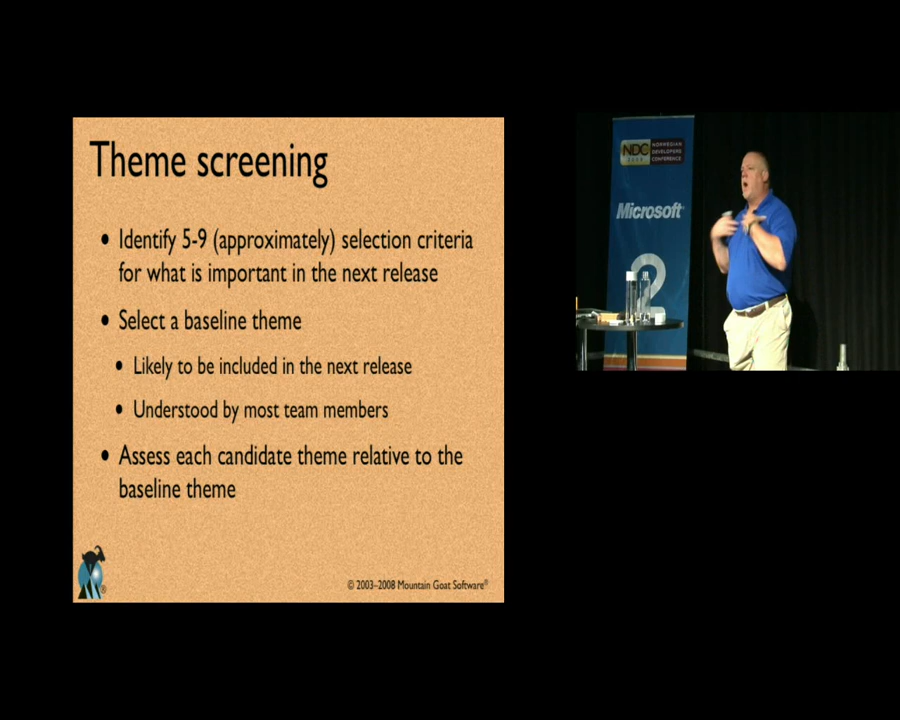 Theme screening
• Identify 5-9 (approximately) selection criteria
for what is important in the next release
• Select a baseline theme
• Likely to be included in the next release
• Understood by most team members
• Assess each candidate theme relative to the
baseline theme
® © 2003–2008 Mountain Goat Software®
NDC NORWEGIAN
DEVELOPERS
CONFERENCE
Microsoft
2